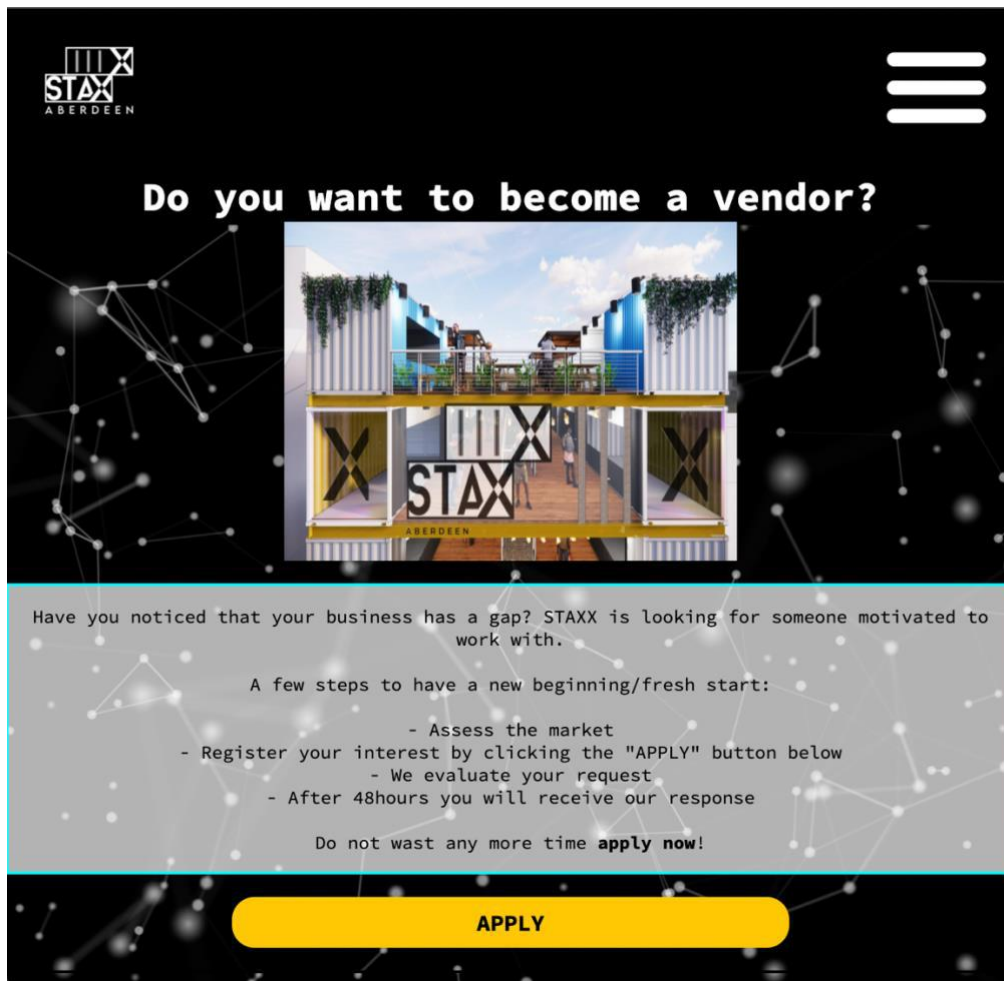 STAX
ABERDEEN
Do you want to become a vendor?
X
X
X
STAX
ABERDEEN
Have you noticed that your business has a gap? STAXX is looking for someone motivated to
work with.
A few steps to have a new beginning/fresh start:
- Assess the market
- Register your interest by clicking the "APPLY" button below
- We evaluate your request
- After 48hours you will receive our response
Do not wast any more time apply now!
APPLY